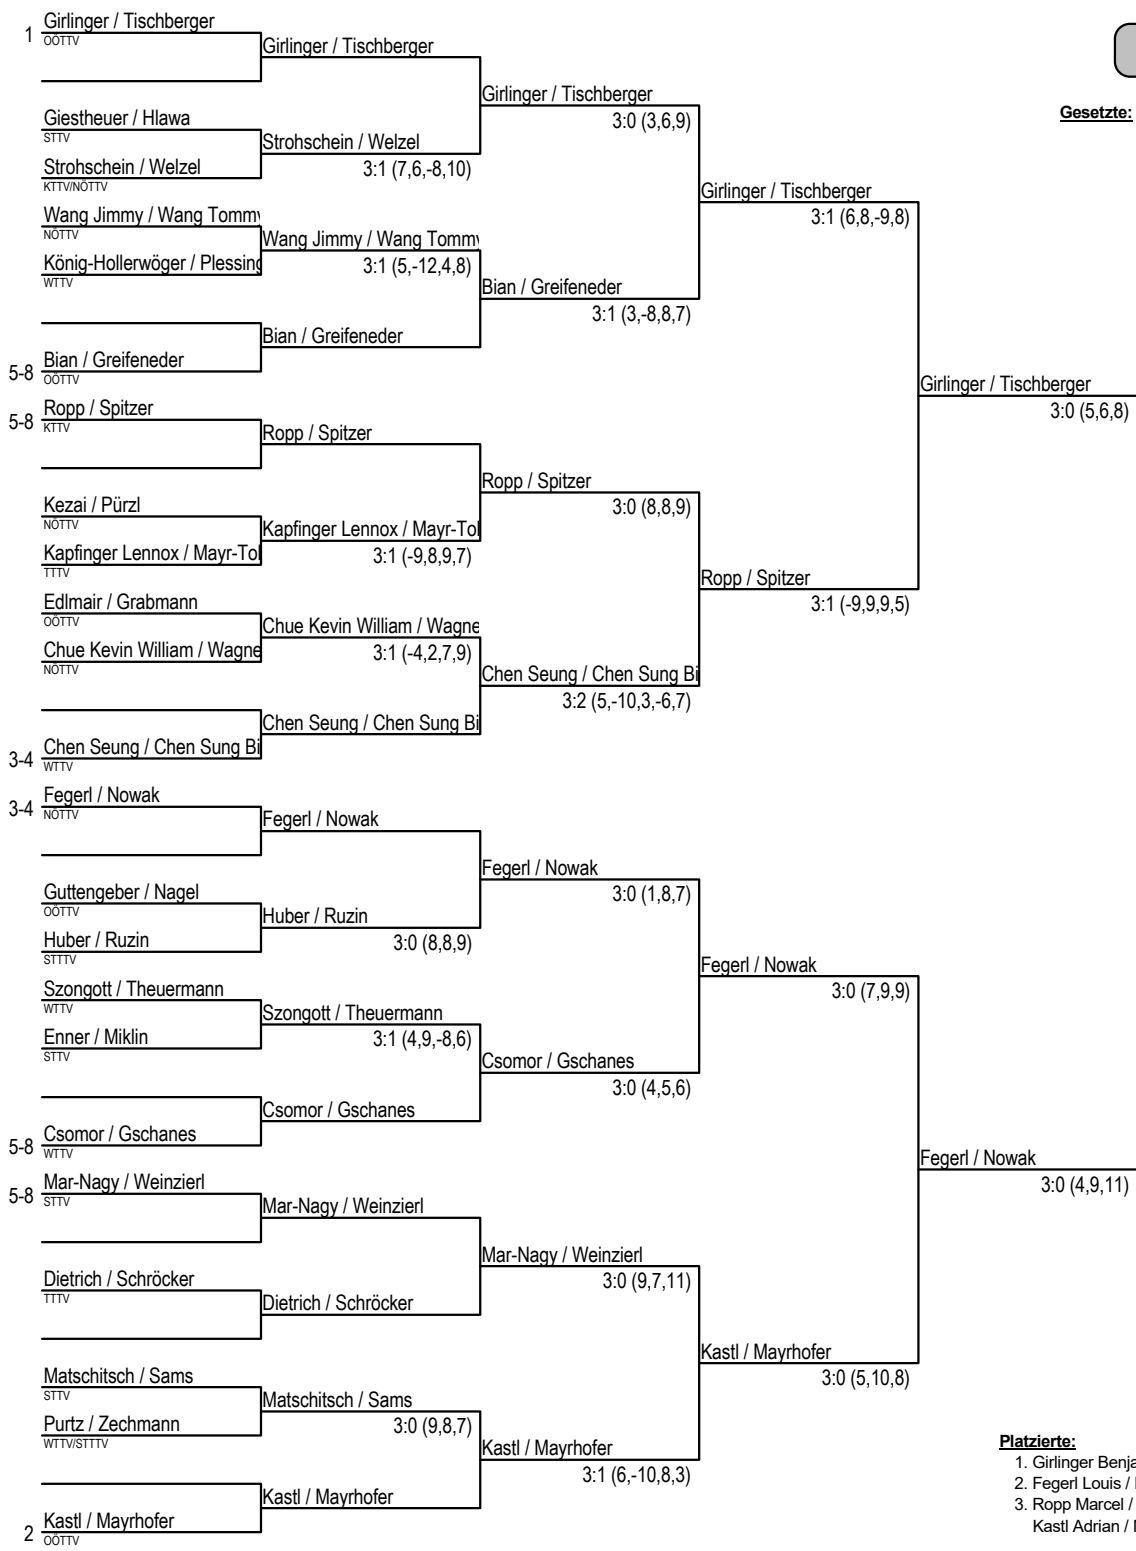 Girlinger / Tischberger
1
OÖTTV
Girlinger / Tischberger
Girlinger / Tischberger
3:0 (3,6,9)
Gesetzte:
Giestheuer / Hlawa
STTV
Strohschein / Welzel
3:1 (7,6,-8,10)
Strohschein / Welzel
KTTV/NÖTTV
Girlinger / Tischberger
3:1 (6,8,-9,8)
Wang Jimmy / Wang Tommy
NÖTTV
Wang Jimmy / Wang Tommy
3:1 (5,-12,4,8)
König-Hollerwöger / Plessing
WTTV
Bian / Greifeneder
3:1 (3,-8,8,7)
Bian / Greifeneder
5-8
Bian / Greifeneder
OÖTTV
Girlinger / Tischberger
3:0 (5,6,8)
5-8
Ropp / Spitzer
KTTV
Ropp / Spitzer
Ropp / Spitzer
3:0 (8,8,9)
Kezai / Pürzl
NÖTTV
Kapfinger Lennox / Mayr-Tol
3:1 (-9,8,9,7)
Kapfinger Lennox / Mayr-Tol
TTTV
Ropp / Spitzer
3:1 (-9,9,9,5)
Edlmair / Grabmann
OÖTTV
Chue Kevin William / Wagne
3:1 (-4,2,7,9)
Chue Kevin William / Wagne
NÖTTV
Chen Seung / Chen Sung Bi
3:2 (5,-10,3,-6,7)
Chen Seung / Chen Sung Bi
3-4
Chen Seung / Chen Sung Bi
WTTV
3-4
Fegerl / Nowak
NÖTTV
Fegerl / Nowak
Fegerl / Nowak
3:0 (1,8,7)
Guttengeber / Nagel
OÖTTV
Huber / Ruzin
3:0 (8,8,9)
Huber / Ruzin
STTTV
Fegerl / Nowak
3:0 (7,9,9)
Szongott / Theuermann
WTTV
Szongott / Theuermann
3:1 (4,9,-8,6)
Enner / Miklin
STTV
Csomor / Gschanes
3:0 (4,5,6)
Csomor / Gschanes
5-8
Csomor / Gschanes
WTTV
Fegerl / Nowak
3:0 (4,9,11)
5-8
Mar-Nagy / Weinzierl
STTV
Mar-Nagy / Weinzierl
Mar-Nagy / Weinzierl
3:0 (9,7,11)
Dietrich / Schröcker
TTTV
Dietrich / Schröcker
Kastl / Mayrhofer
3:0 (5,10,8)
Matschitsch / Sams
STTV
Matschitsch / Sams
3:0 (9,8,7)
Purtz / Zechmann
WTTV/STTTV
Kastl / Mayrhofer
3:1 (6,-10,8,3)
Kastl / Mayrhofer
2
Kastl / Mayrhofer
OÖTTV
Platzierte:
1. Girlinger Benja
2. Fegerl Louis /
3. Ropp Marcel /
Kastl Adrian /